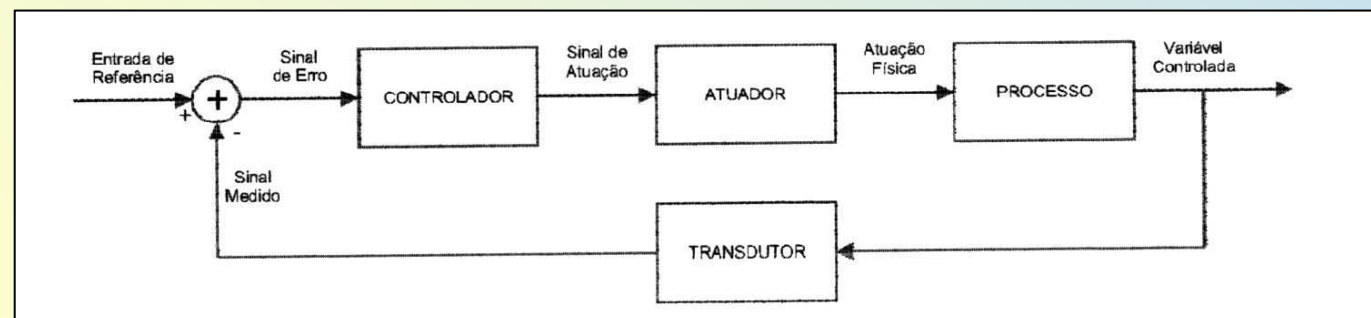 Entrada de
Referência
Sinal
de Erro
CONTROLADOR
Sinal de
Atuação
ATUADOR
Atuação
Física
PROCESSO
Variável
Controlada
+
+
-
Sinal
Medido
TRANSDUTOR